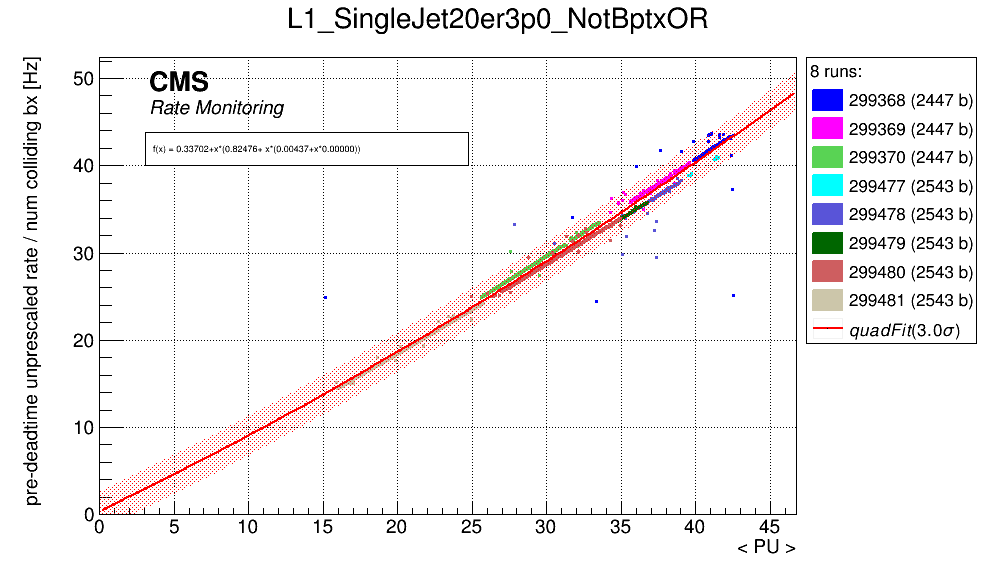 L1_SingleJet20er3p0_NotBptxOR
pre-deadtime unprescaled rate / num colliding bx [Hz]
50
40
30
20
10
0
CMS
Rate Monitoring
f(x) = 0.33702+x*(0.82476+ x*(0.00437+x*0.00000))
0 5 10 15 20 25 30 35 40 45
< PU >
8 runs:
299368 (2447 b)
299369 (2447 b)
299370 (2447 b)
299477 (2543 b)
299478 (2543 b)
299479 (2543 b)
299480 (2543 b)
299481 (2543 b)
quadFit(3.0σ)